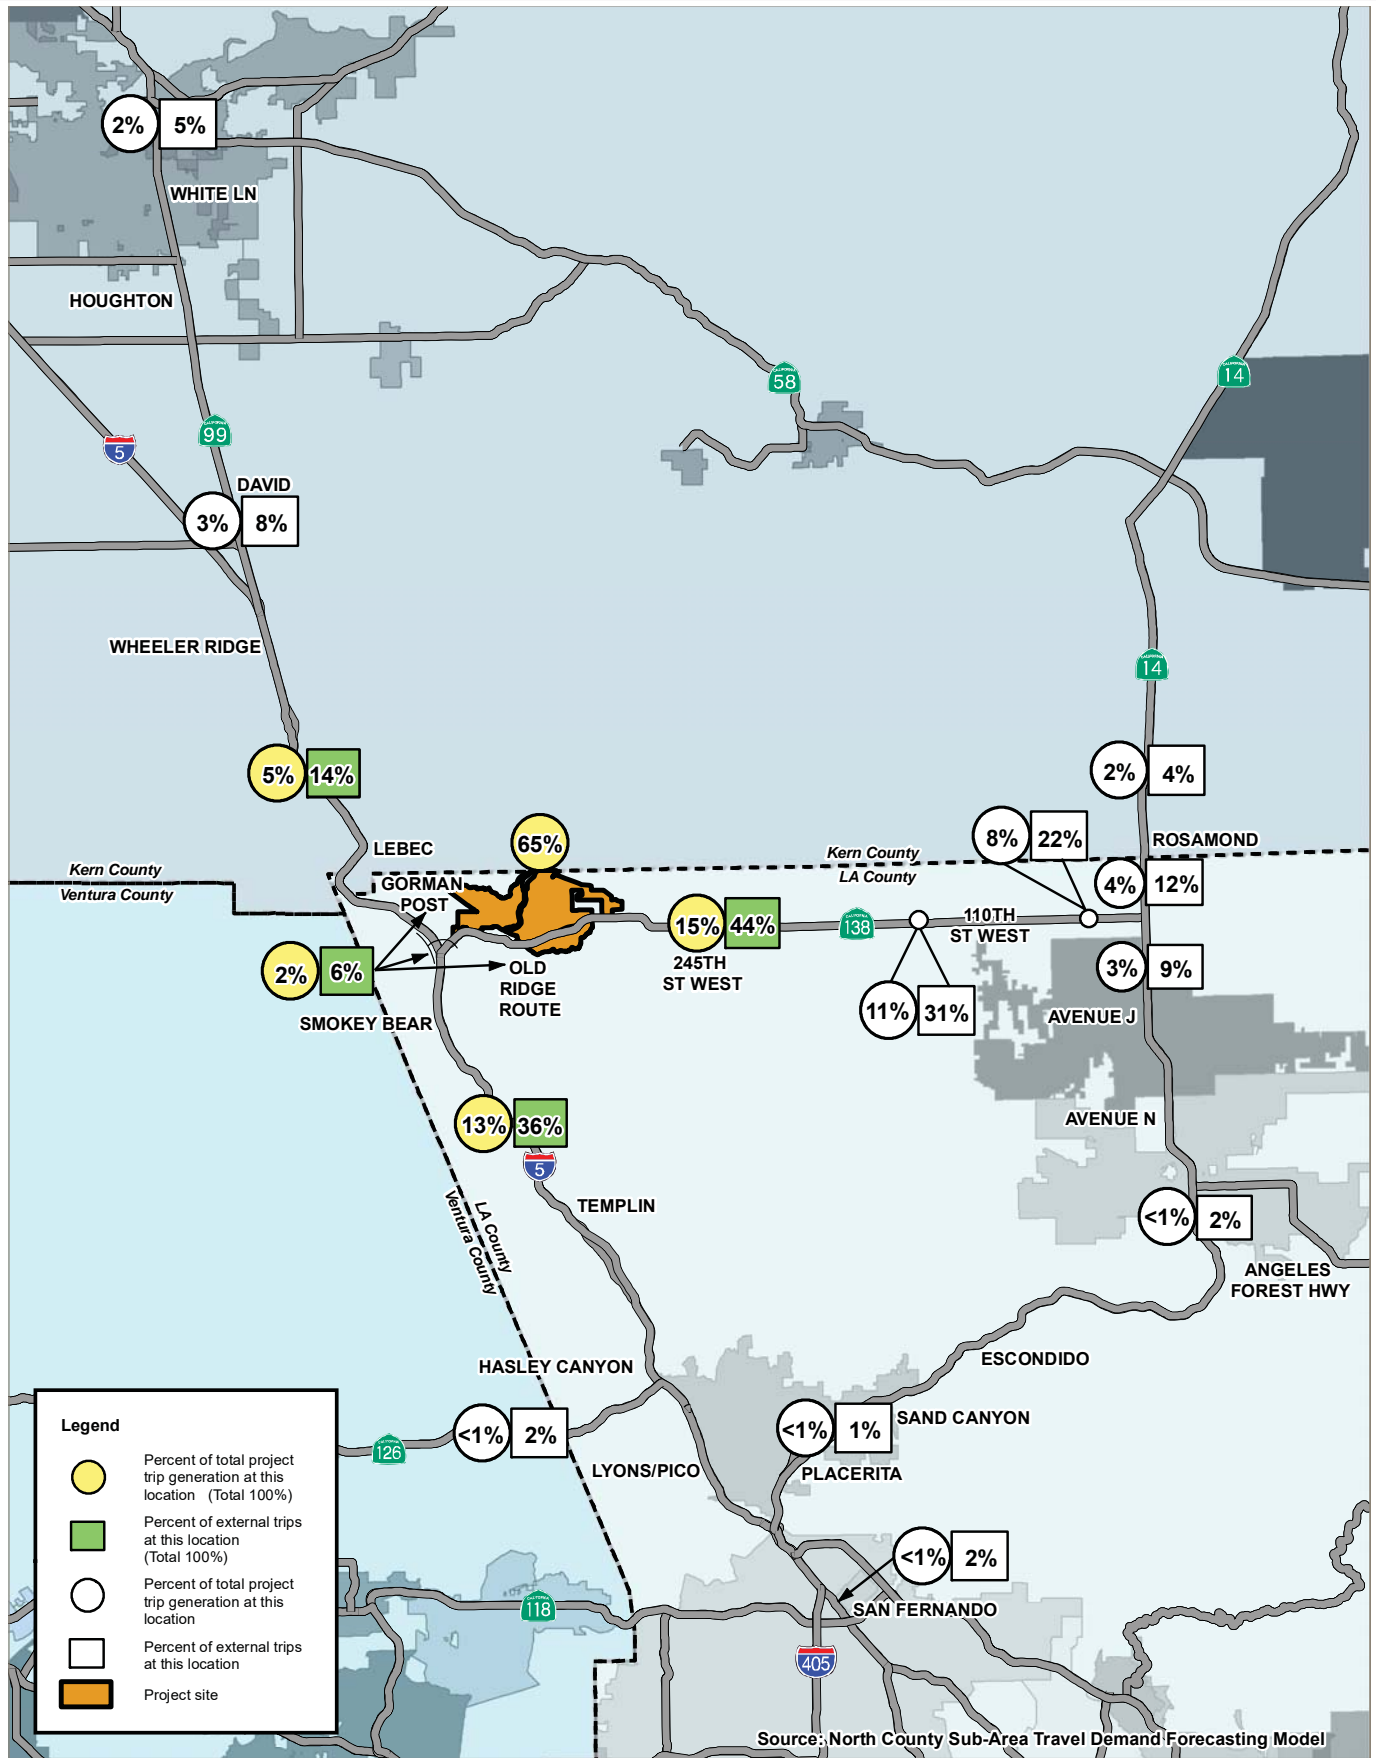 2%
5%
WHITE LN
HOUGHTON
CALIFORNIA
58
CALIFORNIA
14
CALIFORNIA
99
5
DAVID
3%
8%
WHEELER RIDGE
CALIFORNIA
14
5%
14%
2%
4%
LEBEC
65%
8%
22%
ROSAMOND
Kern County
Ventura County
Kern County
LA County
GORMAN
POST
4%
12%
15%
44%
CALIFORNIA
138
110TH
ST WEST
245TH
ST WEST
2%
6%
OLD
RIDGE
ROUTE
3%
9%
SMOKEY BEAR
11%
31%
AVENUE J
13%
36%
AVENUE N
5
TEMPLIN
LA County
Ventura County
<1%
2%
ANGELES
FOREST HWY
HASLEY CANYON
ESCONDIDO
<1%
2%
<1%
1%
SAND CANYON
CALIFORNIA
126
LYONS/PICO
PLACERITA
<1%
2%
CALIFORNIA
118
SAN FERNANDO
405
Legend
Percent of total project
trip generation at this
location (Total 100%)
Percent of external trips
at this location
(Total 100%)
Percent of total project
trip generation at this
location
Percent of external trips
at this location
Project site
Source: North County Sub-Area Travel Demand Forecasting Model